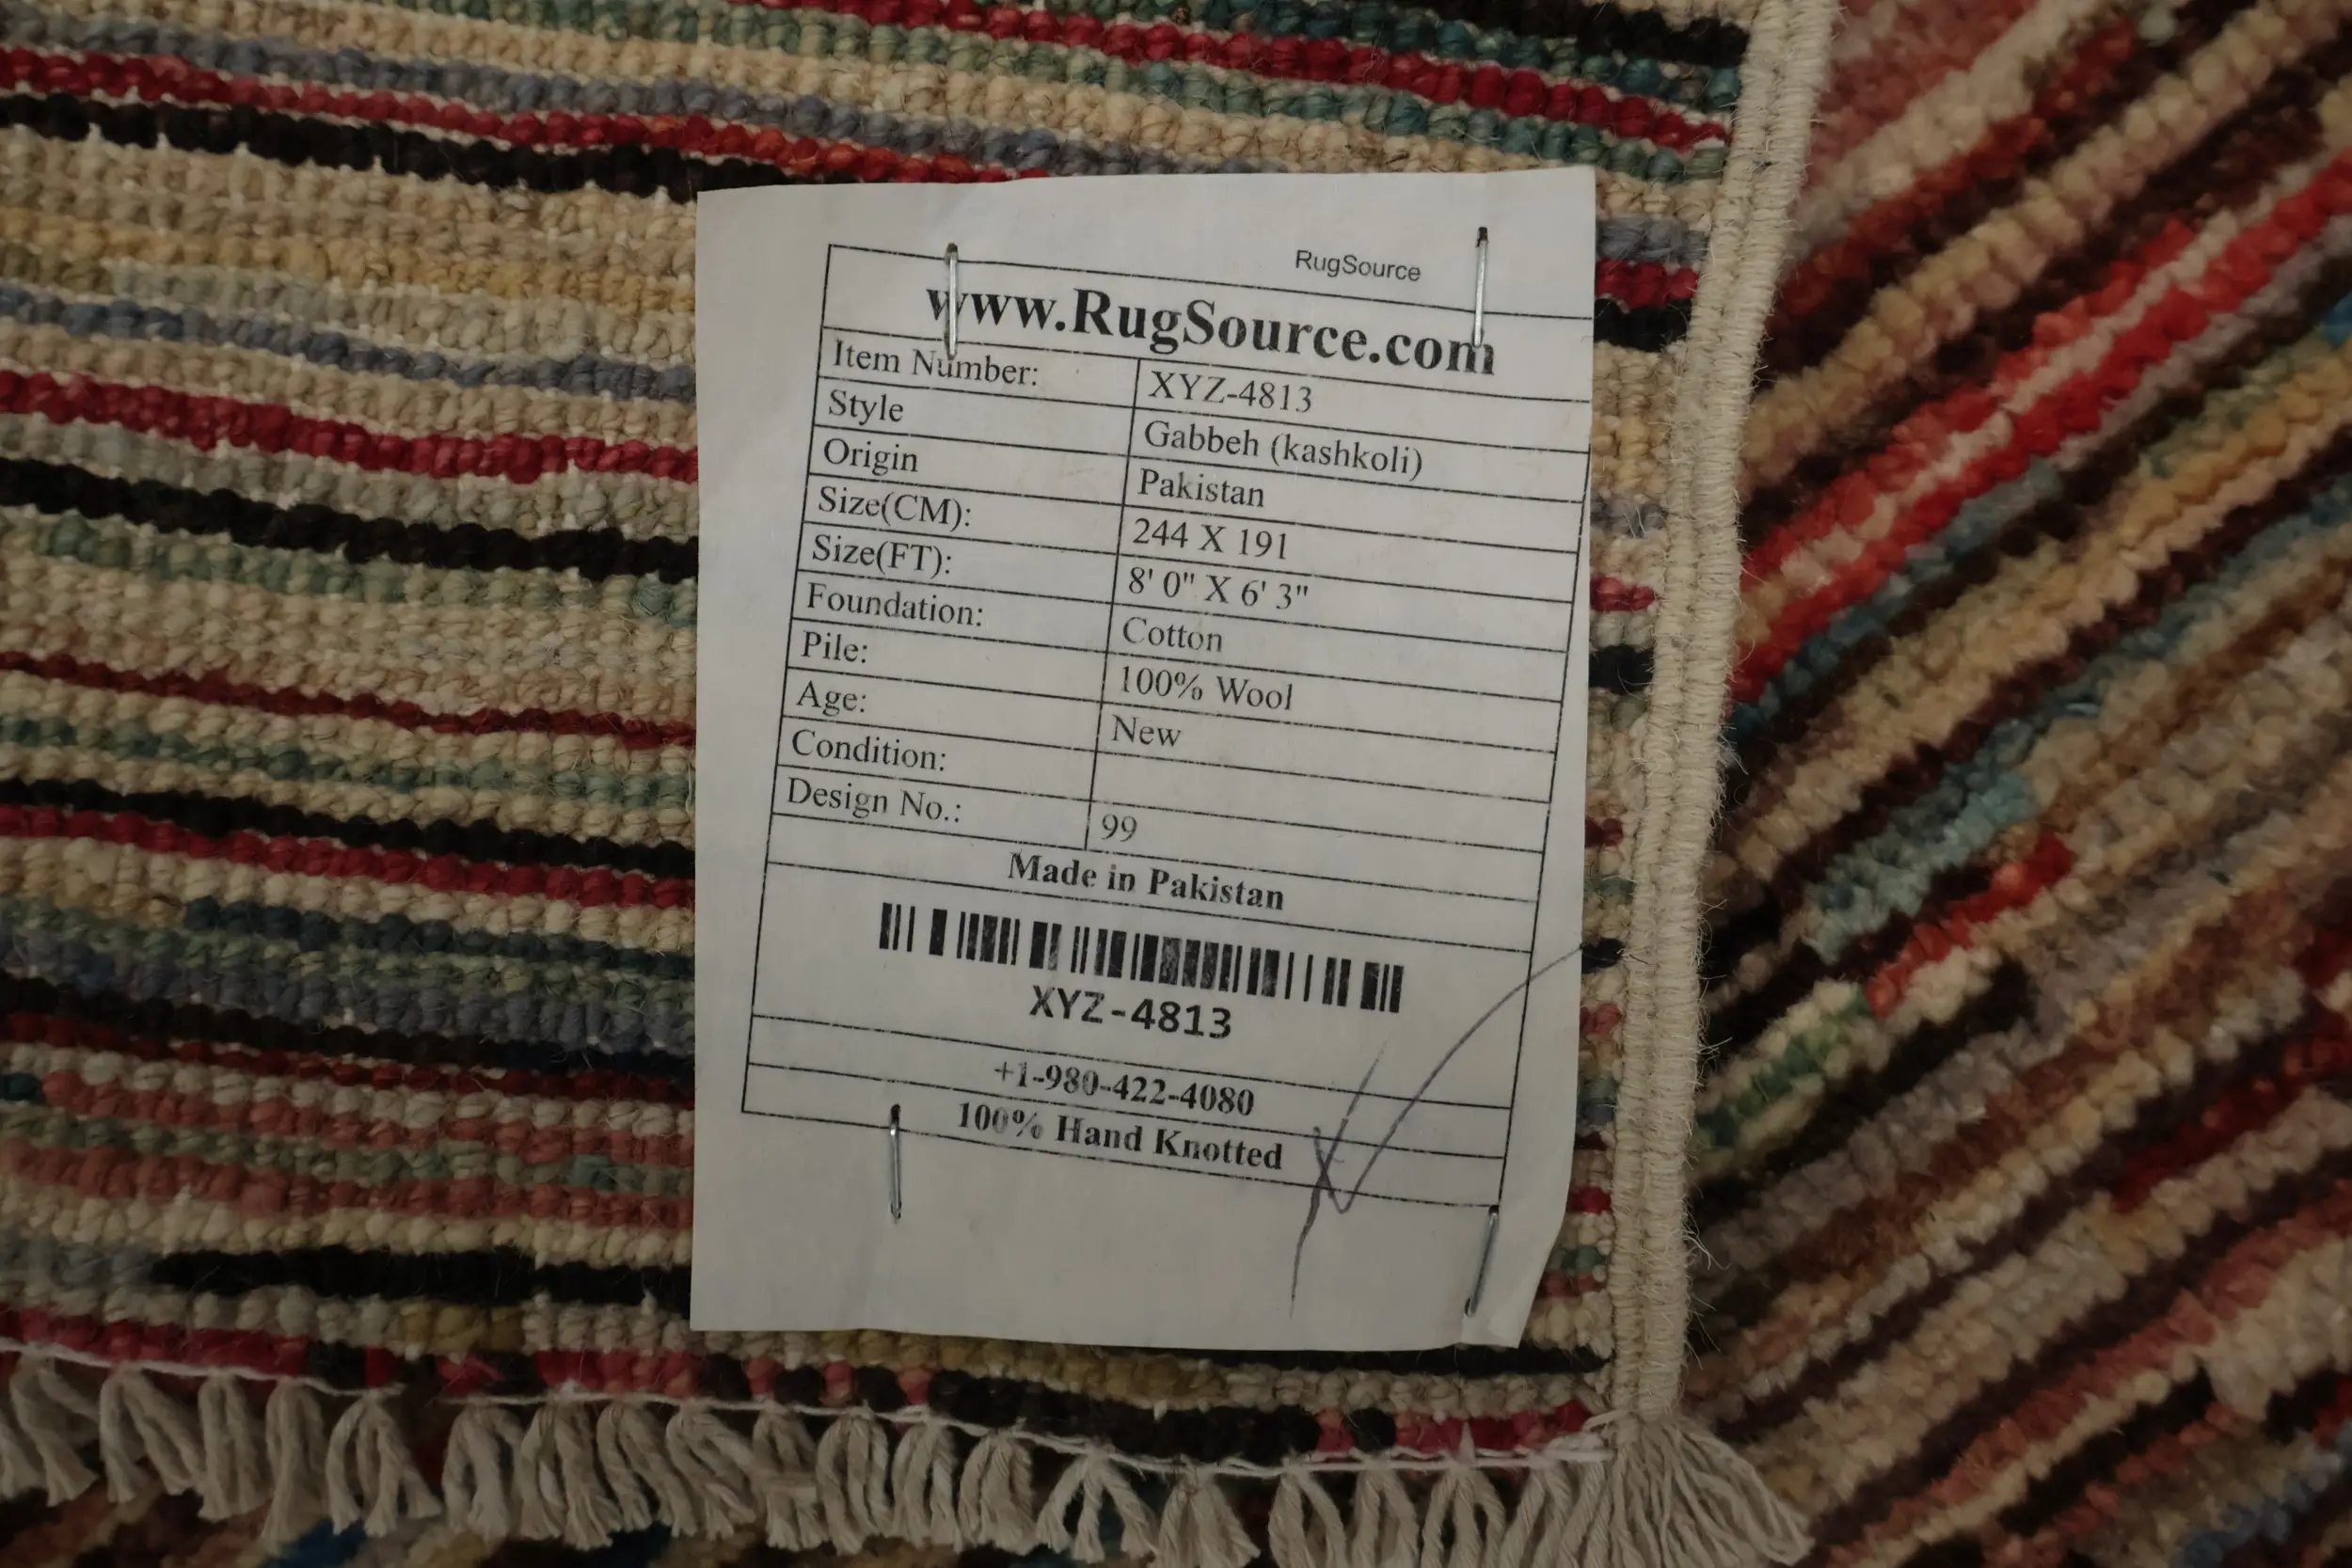 RugSource
www.RugSource.com
Item Number: XYZ-4813
Style Gabbeh (kashkoli)
Origin Pakistan
Size(CM): 244 X 191
Size(FT): 8' 0" X 6' 3"
Foundation: Cotton
Pile: 100% Wool
Age: New
Condition:
Design No.: 99
Made in Pakistan
XYZ-4813
+1-980-422-4080
100% Hand Knotted